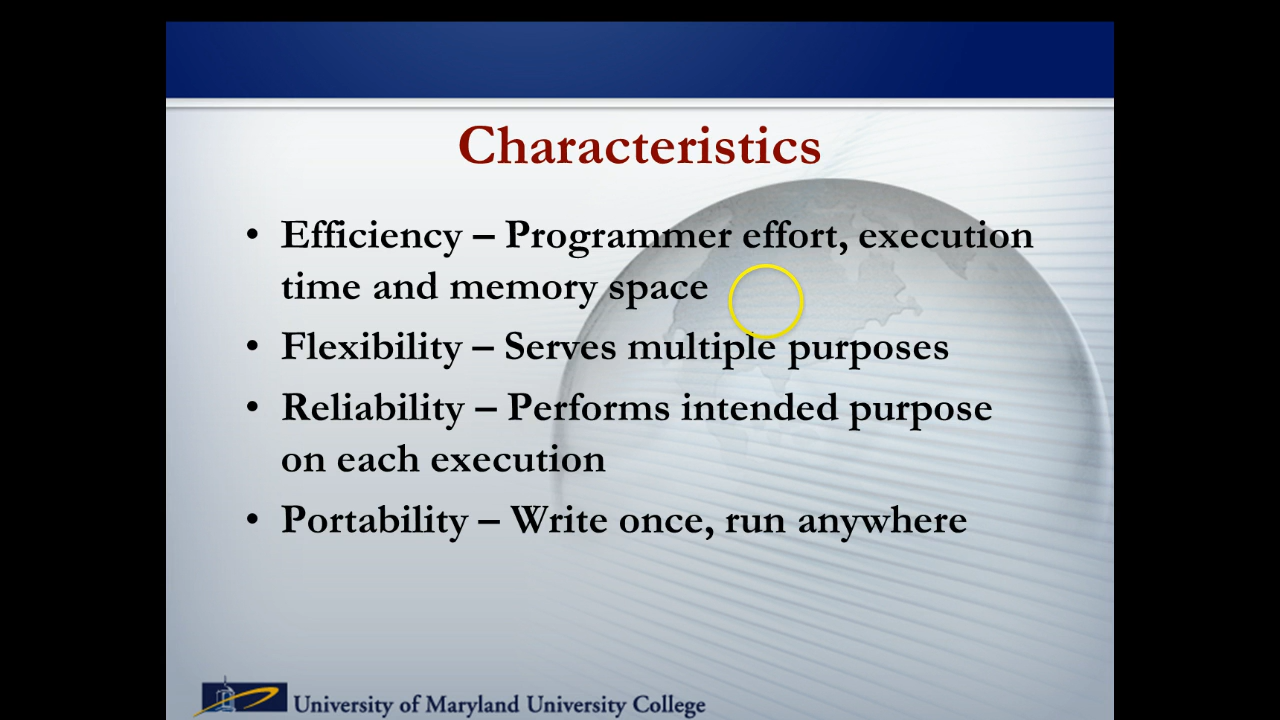 Characteristics
• Efficiency – Programmer effort, execution
time and memory space
• Flexibility – Serves multiple purposes
• Reliability – Performs intended purpose
on each execution
• Portability – Write once, run anywhere
University of Maryland University College